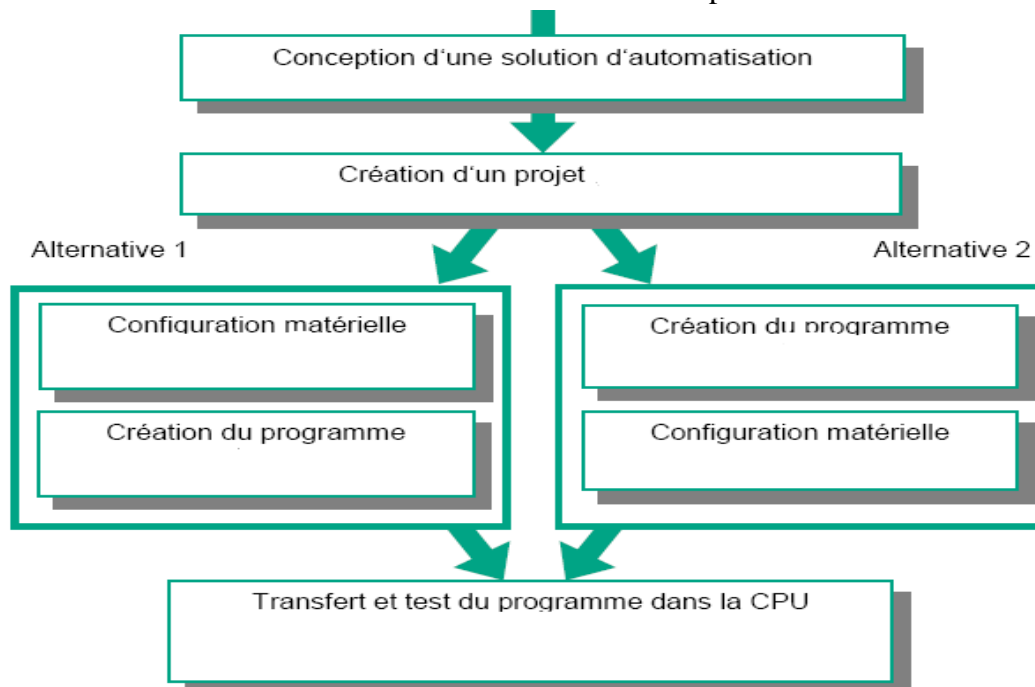 Conception d'une solution d'automatisation
Création d'un projet
Alternative 1
Alternative 2
Configuration matérielle
Création du programme
Création du programme
Configuration matérielle
Transfert et test du programme dans la CPU